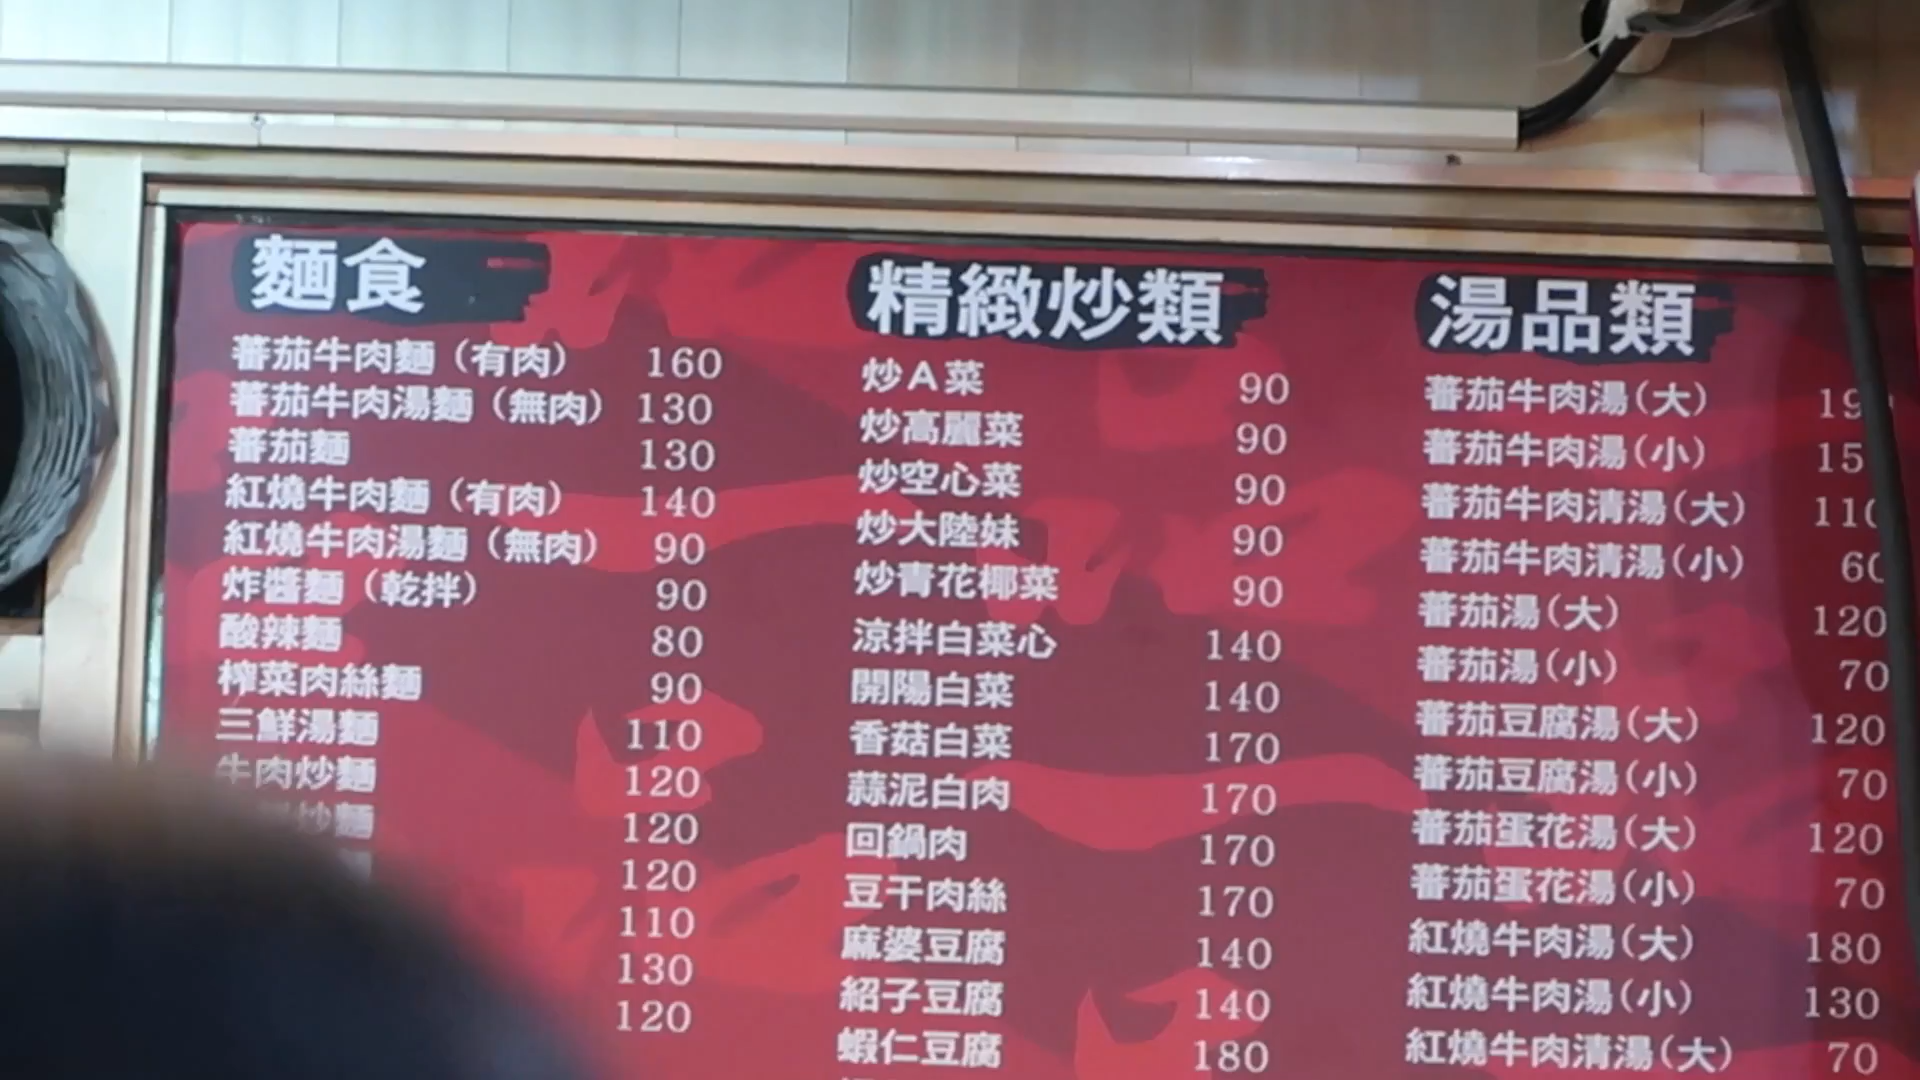 麵食
蕃茄牛肉麵（有肉） 160
蕃茄牛肉湯麵（無肉） 130
蕃茄麵 130
紅燒牛肉麵（有肉） 140
紅燒牛肉湯麵（無肉） 90
炸醬麵（乾拌） 90
酸辣麵 80
榨菜肉絲麵 90
三鮮湯麵 110
牛肉炒麵 120
炒麵 120
120
110
130
120
精緻炒類
炒A菜 90
炒高麗菜 90
炒空心菜 90
炒大陸妹 90
炒青花椰菜 90
涼拌白菜心 140
開陽白菜 140
香菇白菜 170
蒜泥白肉 170
回鍋肉 170
豆干肉絲 170
麻婆豆腐 140
紹子豆腐 140
蝦仁豆腐 180
湯品類
蕃茄牛肉湯（大） 19
蕃茄牛肉湯（小） 15
蕃茄牛肉清湯（大） 110
蕃茄牛肉清湯（小） 60
蕃茄湯（大） 120
蕃茄湯（小） 70
蕃茄豆腐湯（大） 120
蕃茄豆腐湯（小） 70
蕃茄蛋花湯（大） 120
蕃茄蛋花湯（小） 70
紅燒牛肉湯（大） 180
紅燒牛肉湯（小） 130
紅燒牛肉清湯（大） 70